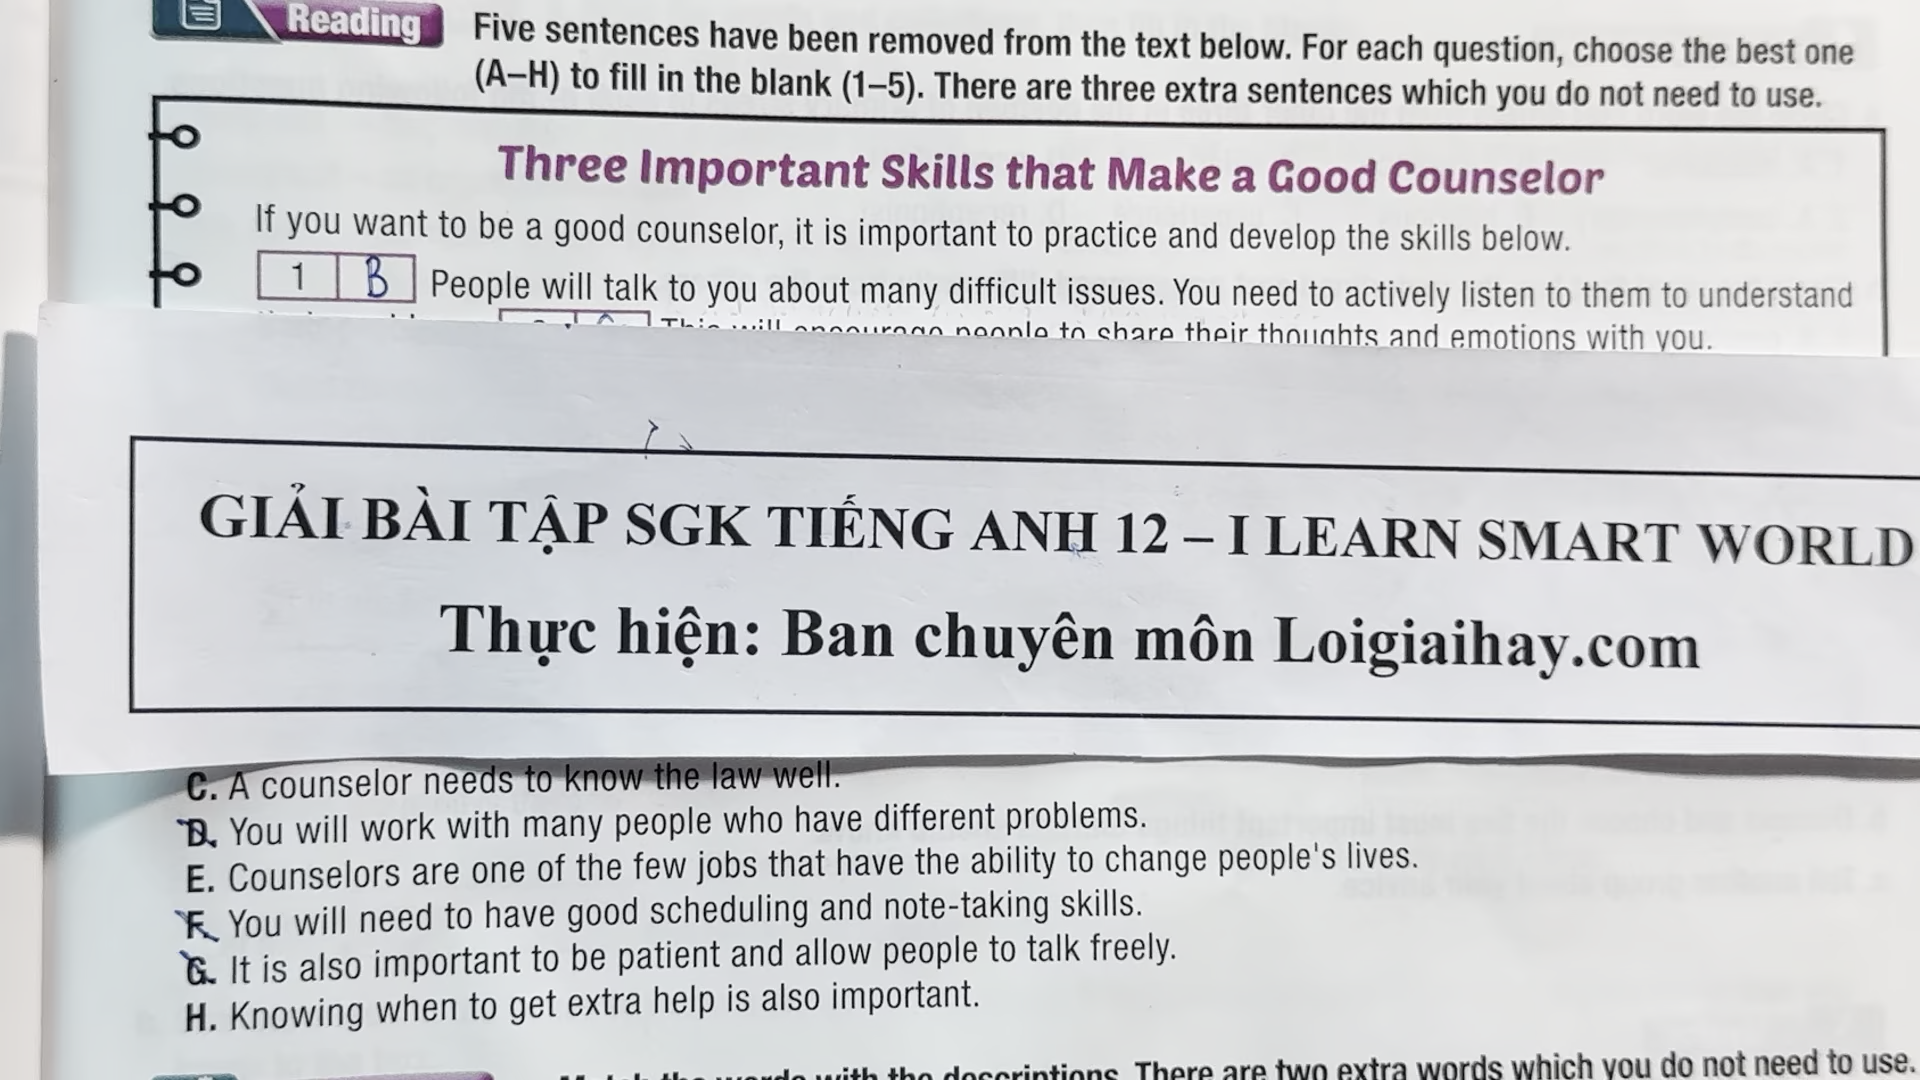 Reading
Five sentences have been removed from the text below. For each question, choose the best one
(A–H) to fill in the blank (1–5). There are three extra sentences which you do not need to use.
Three Important Skills that Make a Good Counselor
If you want to be a good counselor, it is important to practice and develop the skills below.
1 B People will talk to you about many difficult issues. You need to actively listen to them to understand
This will encourage people to share their thoughts and emotions with you.
GIẢI BÀI TẬP SGK TIẾNG ANH 12 – I LEARN SMART WORLD
Thực hiện: Ban chuyên môn Loigiaihay.com
C. A counselor needs to know the law well.
D. You will work with many people who have different problems.
E. Counselors are one of the few jobs that have the ability to change people's lives.
F. You will need to have good scheduling and note-taking skills.
G. It is also important to be patient and allow people to talk freely.
H. Knowing when to get extra help is also important.
the words with the descriptions. There are two extra words which you do not need to use.